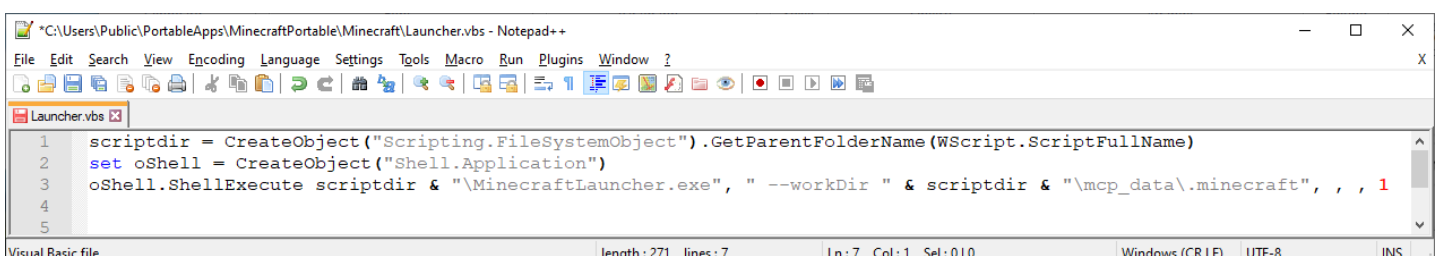 *C:\Users\Public\PortableApps\MinecraftPortable\Minecraft\Launcher.vbs - Notepad++
File Edit Search View Encoding Language Settings Tools Macro Run Plugins Window ? X
Launcher.vbs
1 scriptdir = CreateObject("Scripting.FileSystemObject").GetParentFolderName(WScript.ScriptFullName)
2 set oShell = CreateObject("Shell.Application")
3 oShell.ShellExecute scriptdir & "\MinecraftLauncher.exe", " --workDir " & scriptdir & "\mcp_data\.minecraft", , , 1
4
5
Visual Basic file length : 271 lines : 7 Ln : 7 Col : 1 Sel : 0 | 0 Windows (CR LF) UTF-8 INS